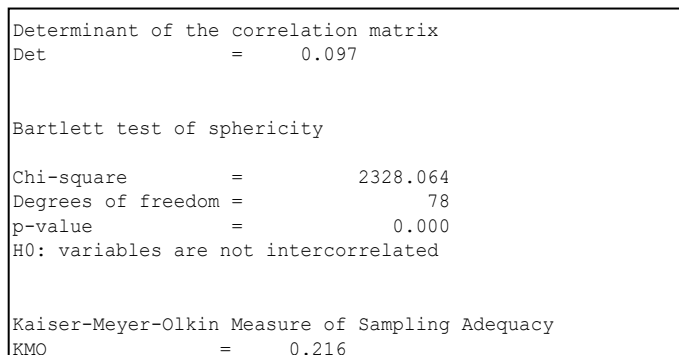 Determinant of the correlation matrix
Det = 0.097
Bartlett test of sphericity
Chi-square = 2328.064
Degrees of freedom = 78
p-value = 0.000
H0: variables are not intercorrelated
Kaiser-Meyer-Olkin Measure of Sampling Adequacy
KMO = 0.216